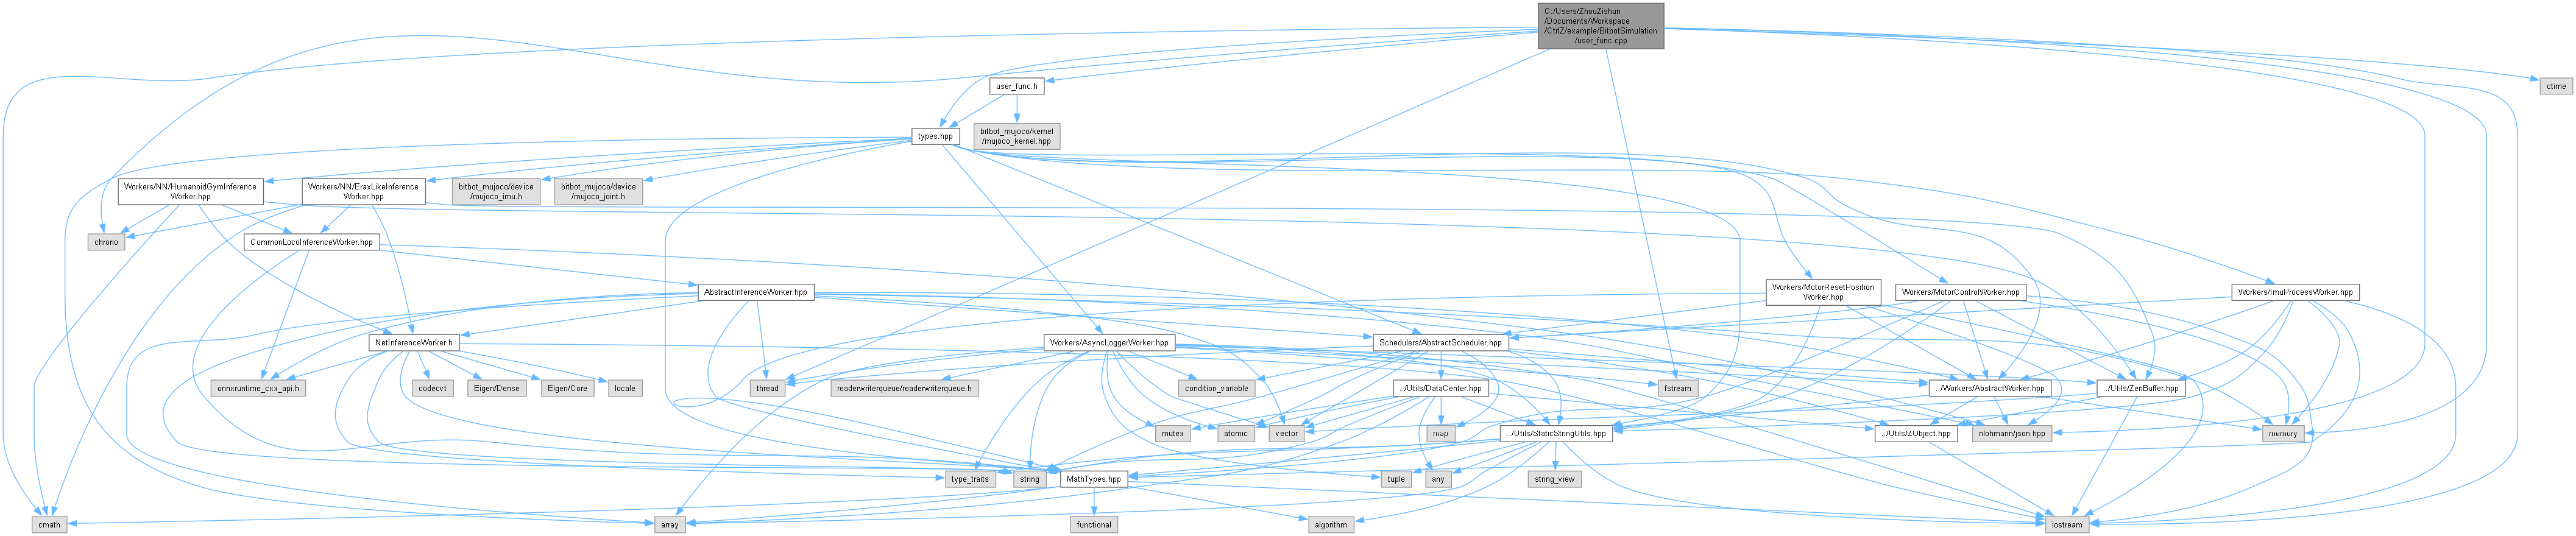 C:/Users/ZhouZishun
/Documents/Workspace
/CtrlZ/example/BitbotSimulation
/user_func.cpp
user_func.h
ctime
types.hpp
bitbot_mujoco/kernel
/mujoco_kernel.hpp
Workers/NN/HumanoidGymInference
Worker.hpp
Workers/NN/EraxLikeInference
Worker.hpp
bitbot_mujoco/device
/mujoco_imu.h
bitbot_mujoco/device
/mujoco_joint.h
chrono
CommonLocoInferenceWorker.hpp
AbstractInferenceWorker.hpp
Workers/MotorResetPosition
Worker.hpp
Workers/MotorControlWorker.hpp
Workers/ImuProcessWorker.hpp
NetInferenceWorker.h
Workers/AsyncLoggerWorker.hpp
Schedulers/AbstractScheduler.hpp
onnxruntime_cxx_api.h
codecvt
Eigen/Dense
Eigen/Core
locale
thread
readerwriterqueue/readerwriterqueue.h
condition_variable
../Utils/DataCenter.hpp
fstream
../Workers/AbstractWorker.hpp
../Utils/ZenBuffer.hpp
mutex
atomic
vector
map
../Utils/StaticStringUtils.hpp
../Utils/ZObject.hpp
nlohmann/json.hpp
memory
type_traits
string
MathTypes.hpp
tuple
any
string_view
cmath
array
functional
algorithm
iostream